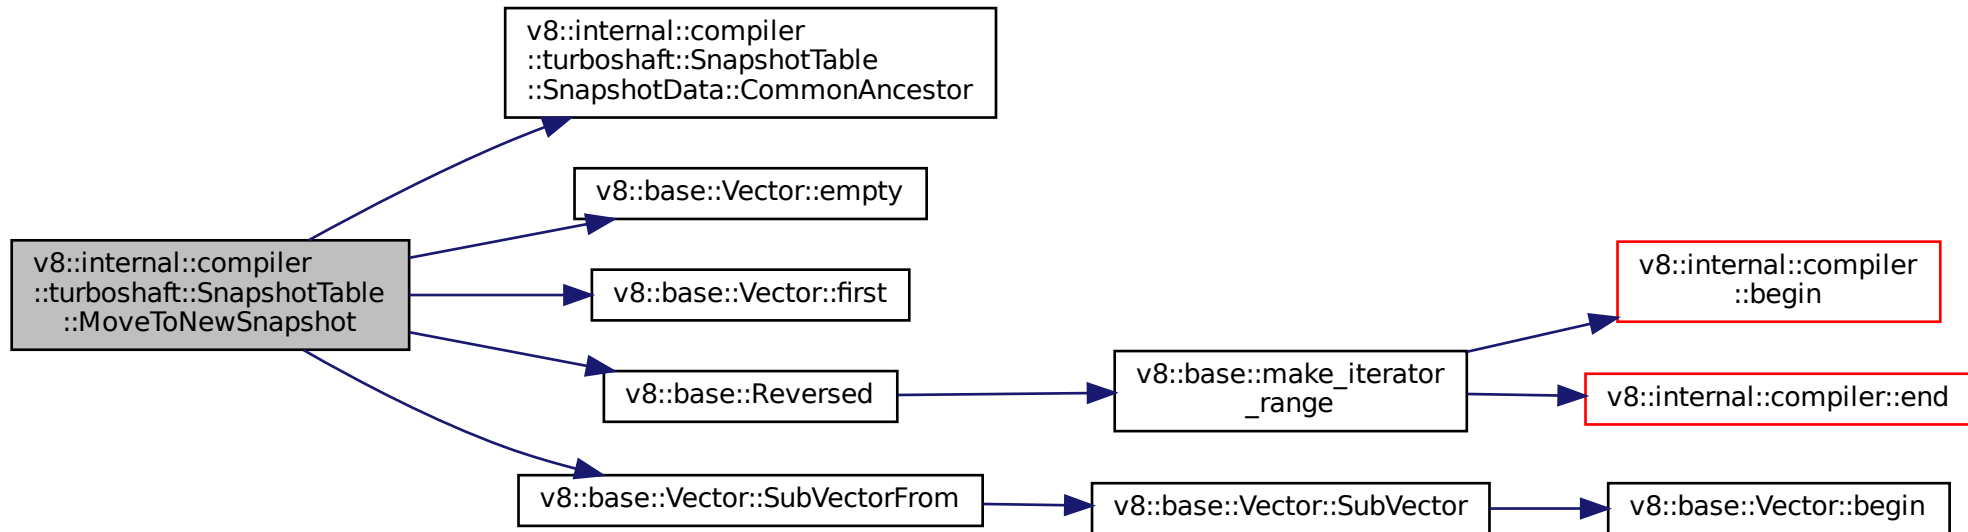 v8::internal::compiler
::turboshaft::SnapshotTable
::SnapshotData::CommonAncestor
v8::base::Vector::empty
v8::internal::compiler
::turboshaft::SnapshotTable
::MoveToNewSnapshot
v8::base::Vector::first
v8::internal::compiler
::begin
v8::base::Reversed
v8::base::make_iterator
_range
v8::internal::compiler::end
v8::base::Vector::SubVectorFrom
v8::base::Vector::SubVector
v8::base::Vector::begin